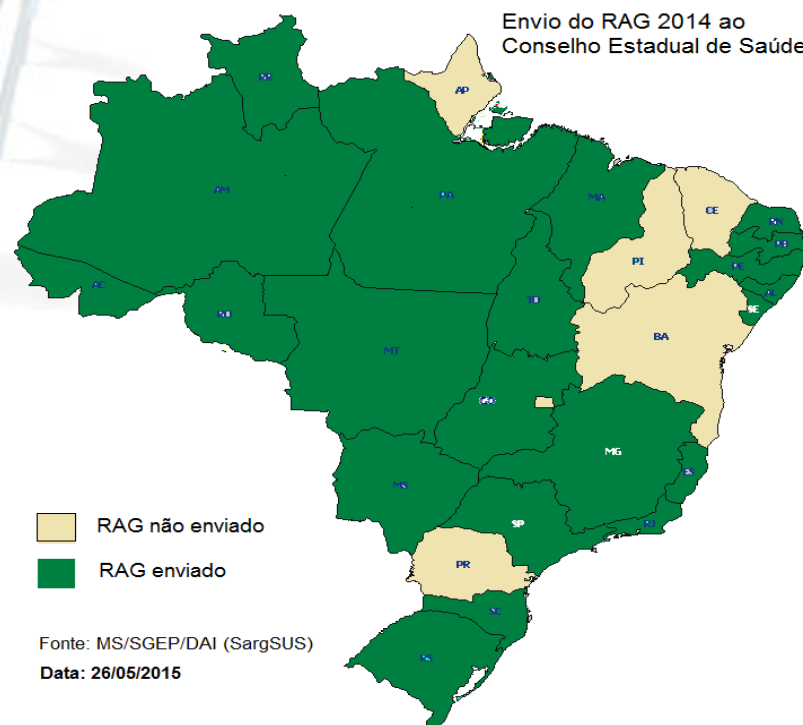 Envio do RAG 2014 ao
Conselho Estadual de Saúde
RR
AP
AM
PA
MA
CE
RN
PB
PI
PE
AC
AL
TO
SE
RO
BA
MT
GO
MG
ES
MS
SP
RJ
PR
SC
RS
RAG não enviado
RAG enviado
Fonte: MS/SGEP/DAI (SargSUS)
Data: 26/05/2015